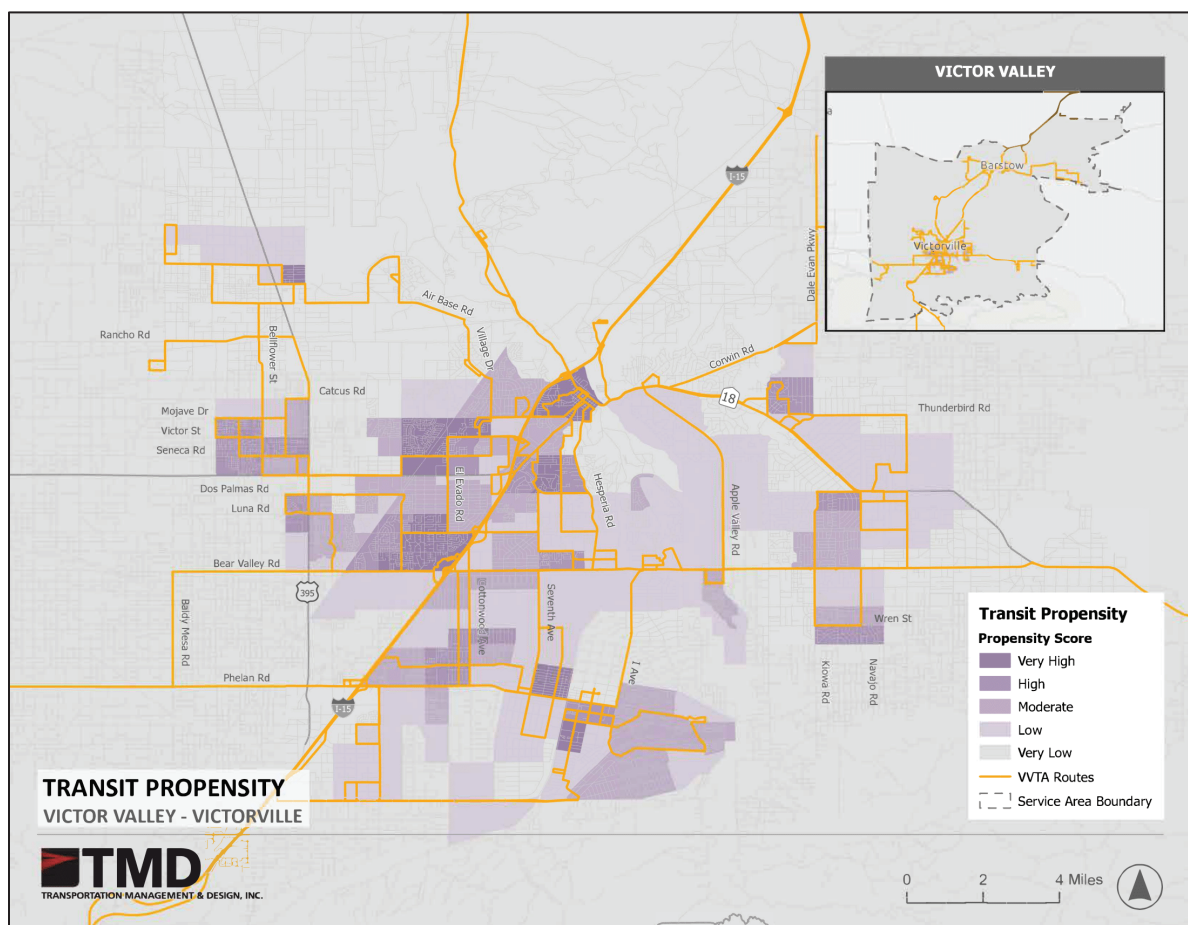 VICTOR VALLEY
Barstow
Victorville
I-15
Dale Evan Pkwy
Air Base Rd
Village Dr
Rancho Rd
Bellflower St
Corwin Rd
Catcus Rd
18
Mojave Dr
Thunderbird Rd
Victor St
Seneca Rd
El Evado Rd
Hesperia Rd
Dos Palmas Rd
Luna Rd
Apple Valley Rd
Bear Valley Rd
395
Baldy Mesa Rd
Cottonwood Ave
Seventh Ave
I Ave
Wren St
Kiowa Rd
Navajo Rd
Phelan Rd
I-15
Transit Propensity
Propensity Score
Very High
High
Moderate
Low
Very Low
VVTA Routes
Service Area Boundary
TRANSIT PROPENSITY
VICTOR VALLEY - VICTORVILLE
TMD
TRANSPORTATION MANAGEMENT & DESIGN, INC.
0 2 4 Miles